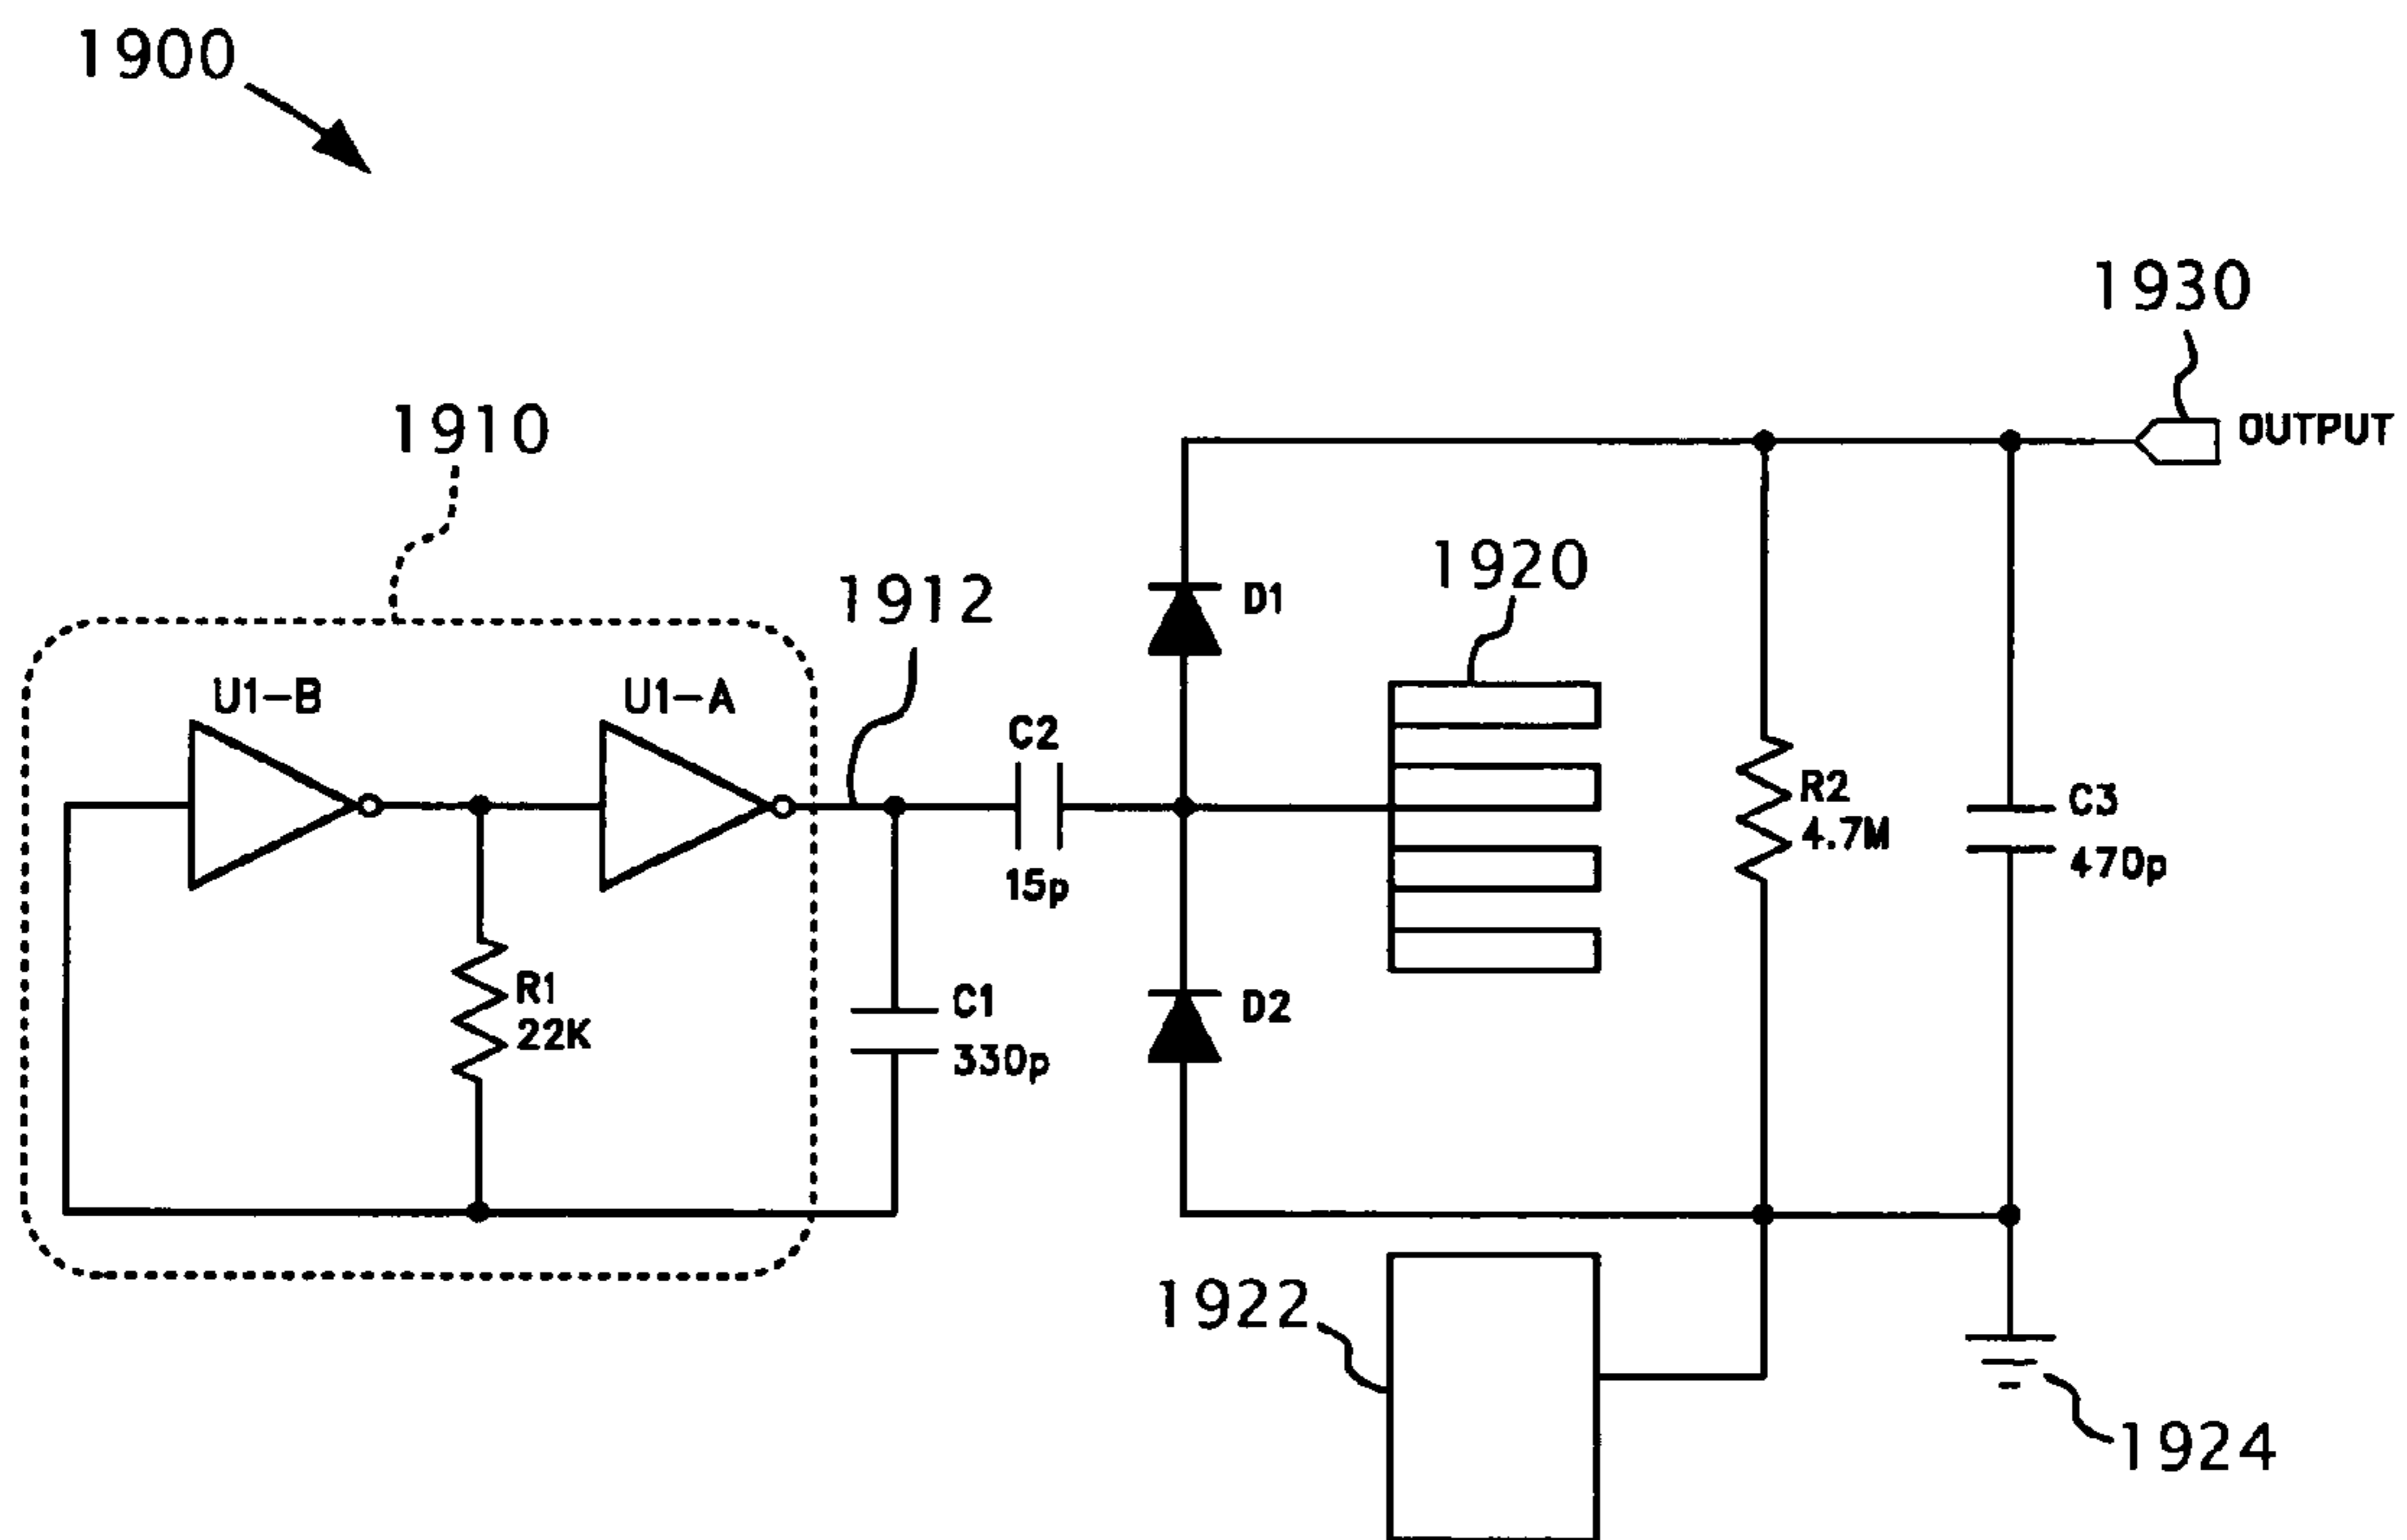 1900
1930
OUTPUT
1910
1912
1920
D1
U1-B
U1-A
C2
15p
R2
4.7M
C3
470p
R1
22K
C1
330p
D2
1922
1924